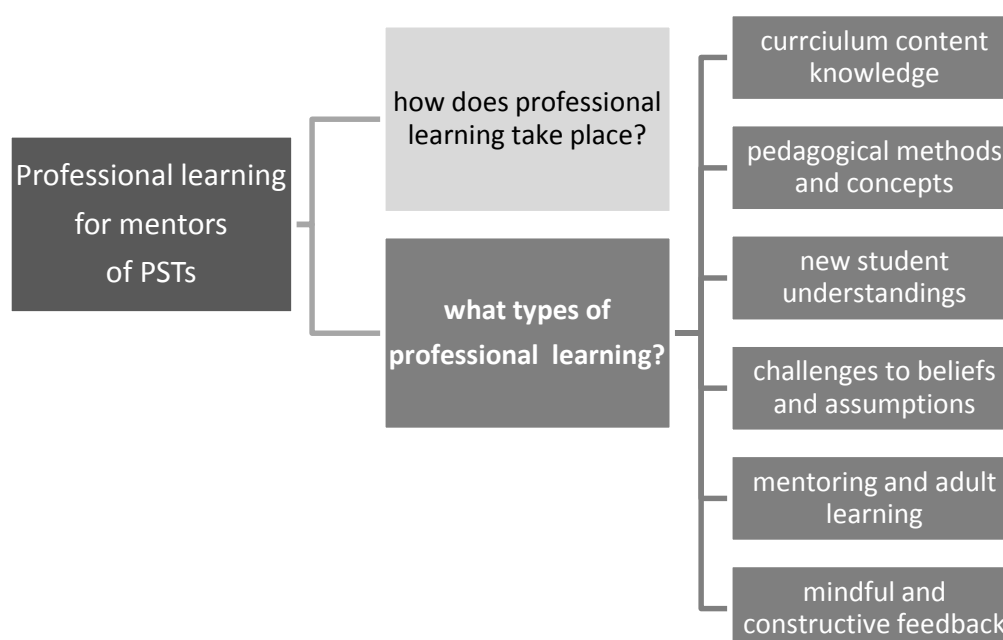 Professional learning
for mentors
of PSTs
how does professional
learning take place?
what types of
professional learning?
currciulum content
knowledge
pedagogical methods
and concepts
new student
understandings
challenges to beliefs
and assumptions
mentoring and adult
learning
mindful and
constructive feedback